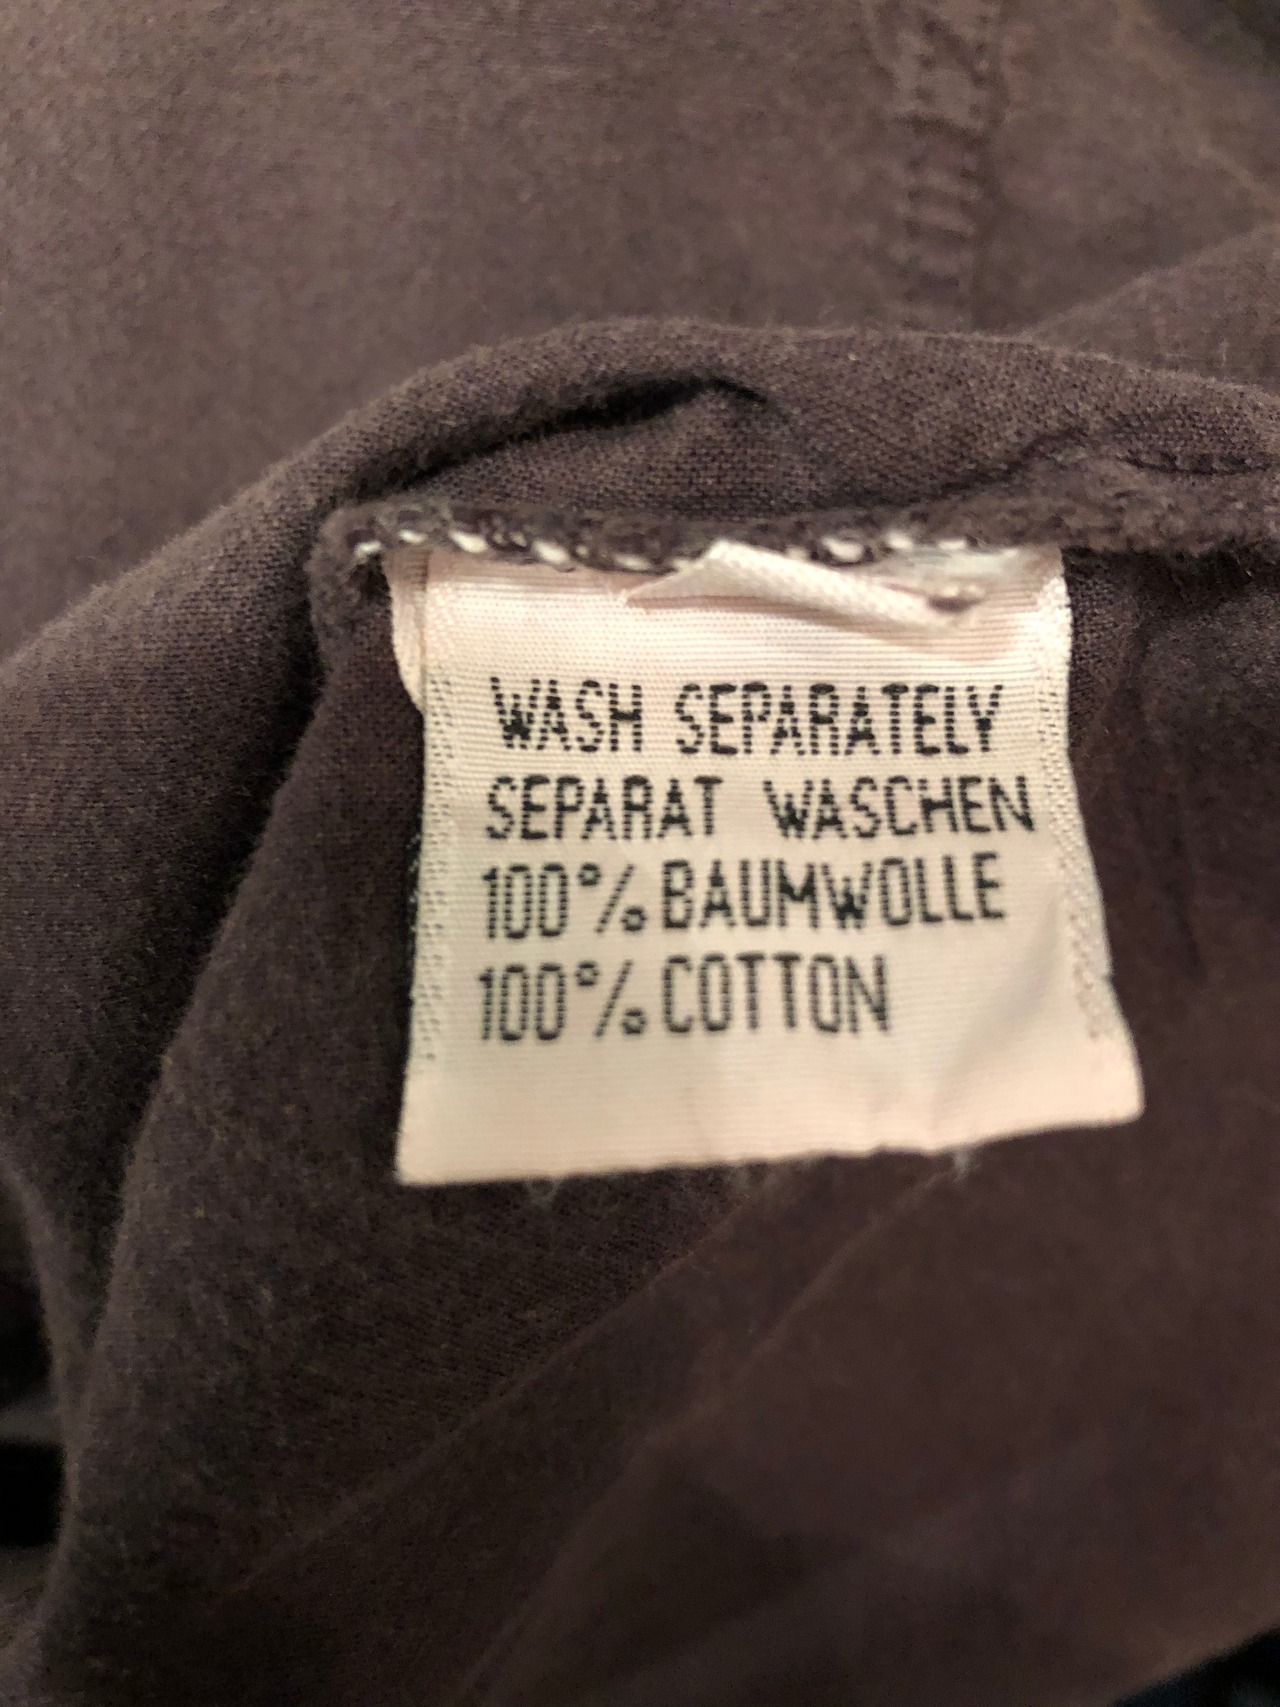 WASH SEPARATELY
SEPARAT WASCHEN
100% BAUMWOLLE
100% COTTON